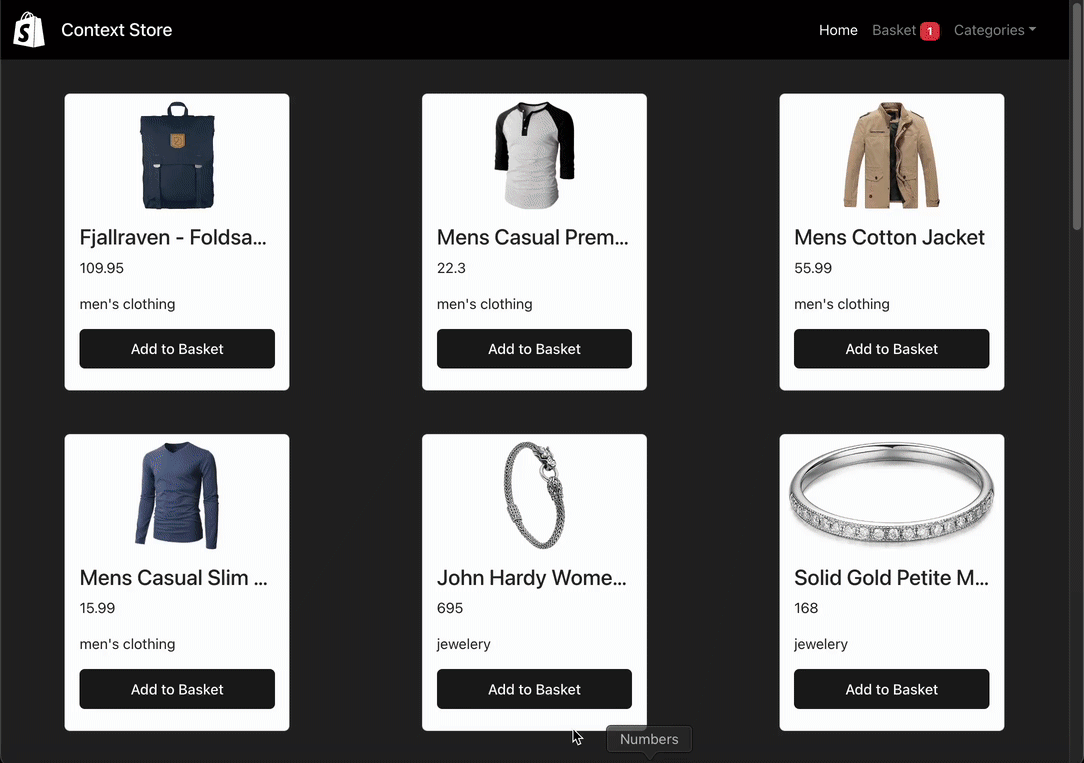 S
Context Store
Home Basket 1 Categories
Fjallraven - Foldsa...
109.95
men's clothing
Add to Basket
Mens Casual Prem...
22.3
men's clothing
Add to Basket
Mens Cotton Jacket
55.99
men's clothing
Add to Basket
Mens Casual Slim ...
15.99
men's clothing
Add to Basket
John Hardy Wome...
695
jewelery
Add to Basket
Solid Gold Petite M...
168
jewelery
Add to Basket
Numbers